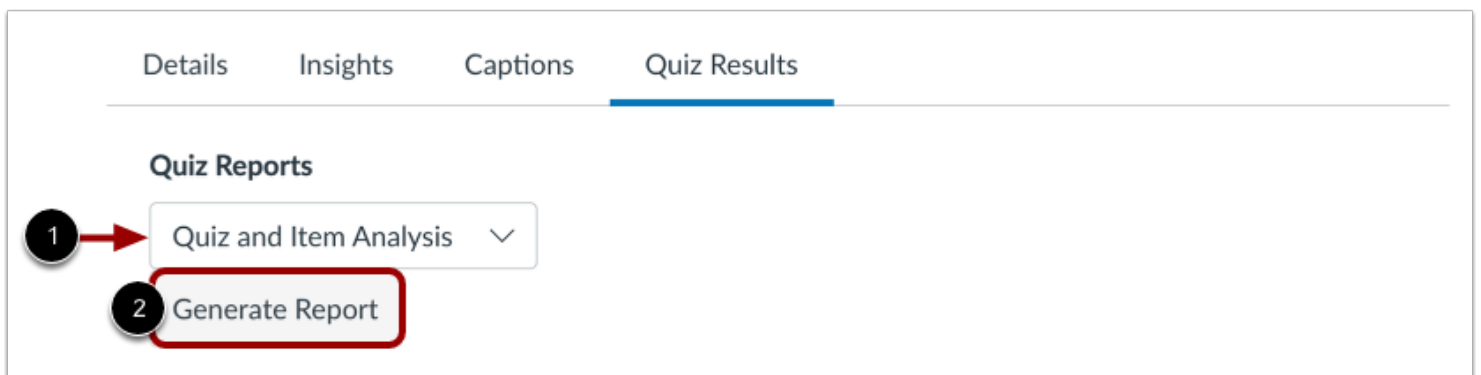 Details Insights Captions Quiz Results
Quiz Reports
1 Quiz and Item Analysis
2 Generate Report